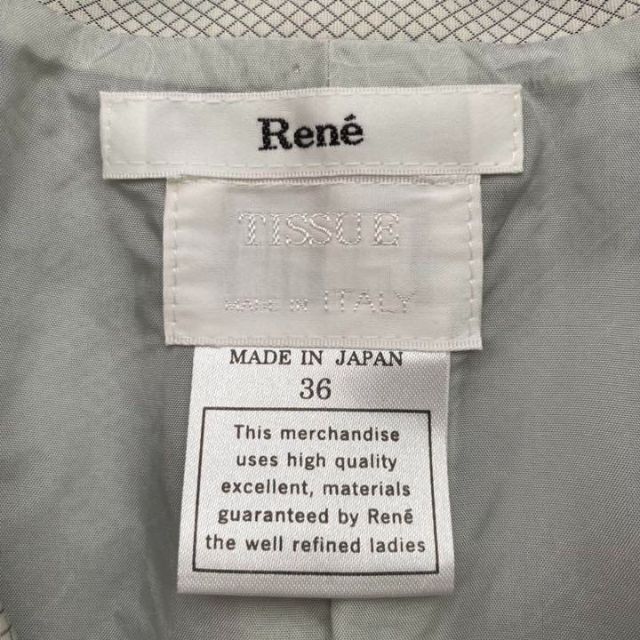 René
TISSUE
MADE IN ITALY
MADE IN JAPAN
36
This merchandise
uses high quality
excellent, materials
guaranteed by René
the well refined ladies